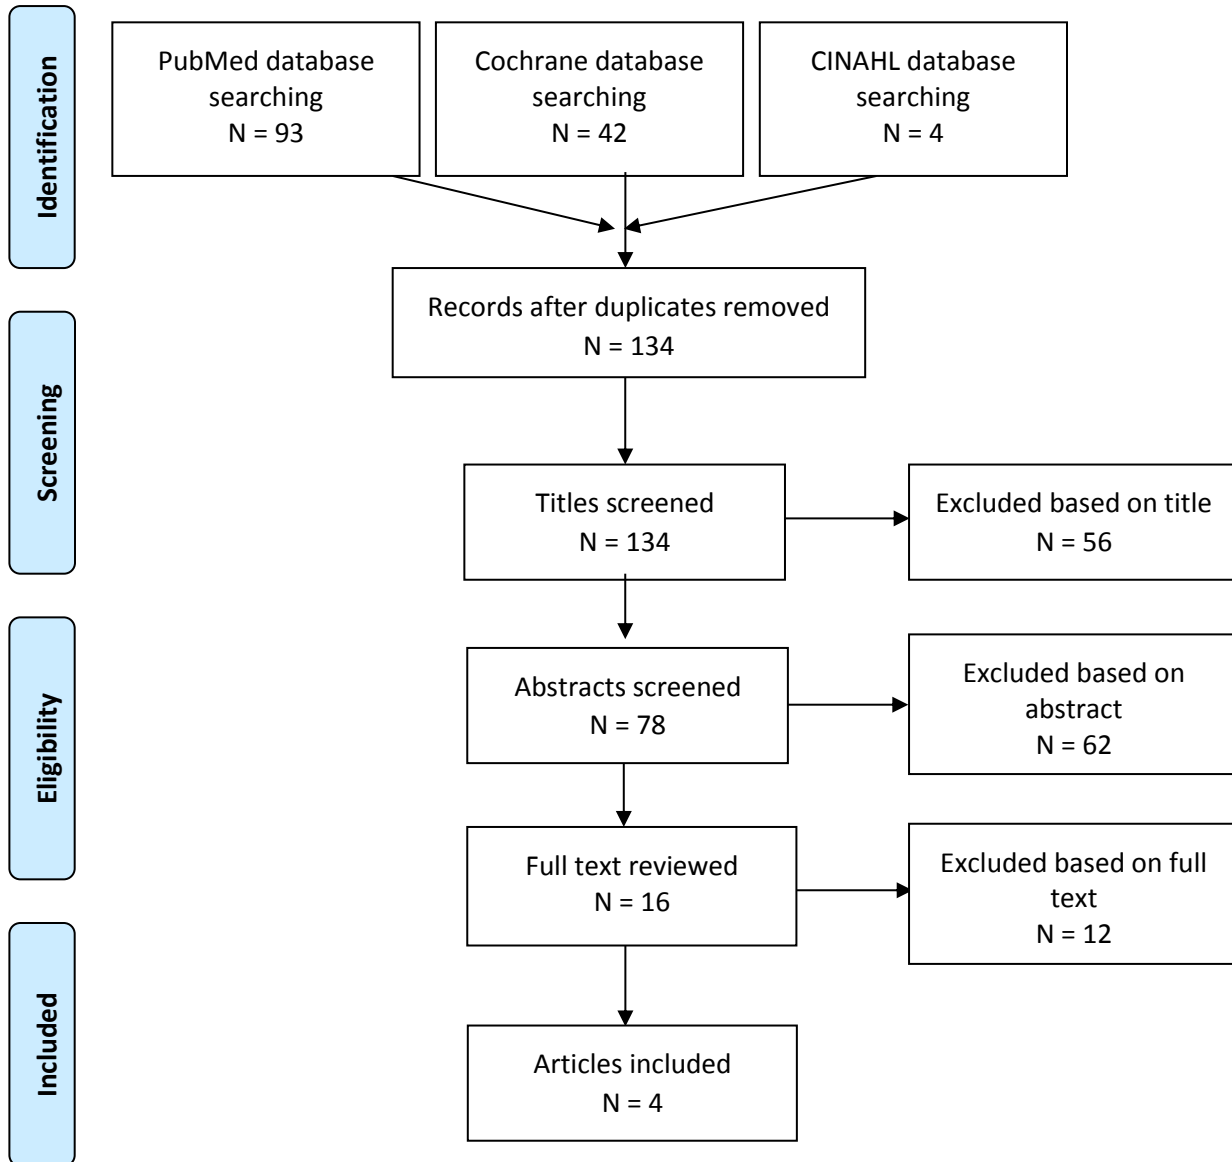 Identification
PubMed database
searching
N = 93
Cochrane database
searching
N = 42
CINAHL database
searching
N = 4
Records after duplicates removed
N = 134
Screening
Titles screened
N = 134
Excluded based on title
N = 56
Eligibility
Abstracts screened
N = 78
Excluded based on
abstract
N = 62
Full text reviewed
N = 16
Excluded based on full
text
N = 12
Included
Articles included
N = 4